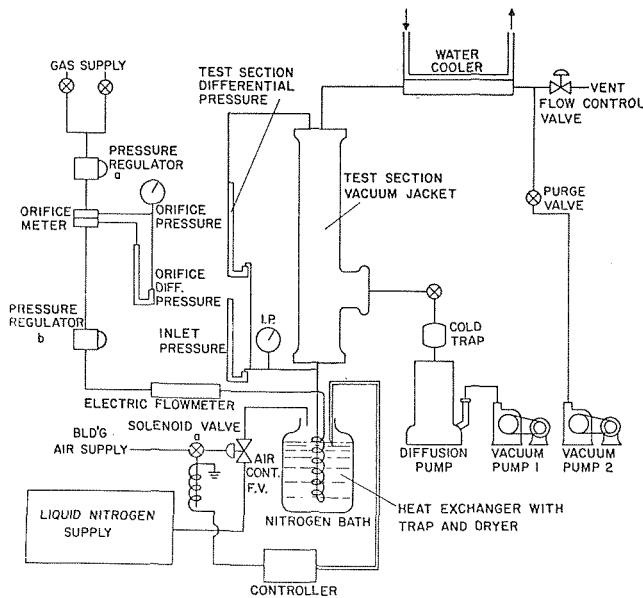 GAS SUPPLY
TEST SECTION
DIFFERENTIAL
PRESSURE
WATER
COOLER
VENT
FLOW CONTROL
VALVE
PRESSURE
REGULATOR
a
ORIFICE
METER
ORIFICE
PRESSURE
TEST SECTION
VACUUM JACKET
PURGE
VALVE
ORIFICE
DIFF.
PRESSURE
PRESSURE
REGULATOR
b
INLET
PRESSURE
I.P.
COLD
TRAP
ELECTRIC FLOWMETER
SOLENOID VALVE
a
BLD'G
AIR SUPPLY
AIR
CONT.
F.V.
DIFFUSION
PUMP
VACUUM
PUMP 1
VACUUM
PUMP 2
LIQUID NITROGEN
SUPPLY
NITROGEN BATH
HEAT EXCHANGER WITH
TRAP AND DRYER
CONTROLLER